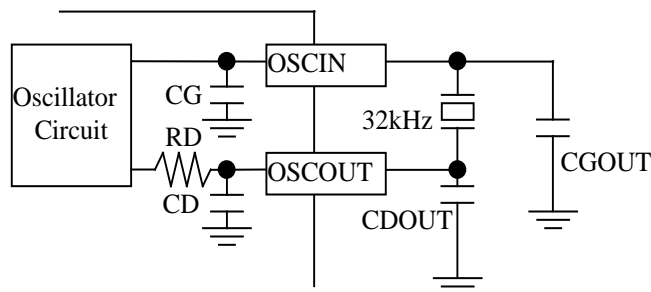 OSCIN
Oscillator
Circuit
CG
32kHz
RD
OSCOUT
CGOUT
CD
CDOUT